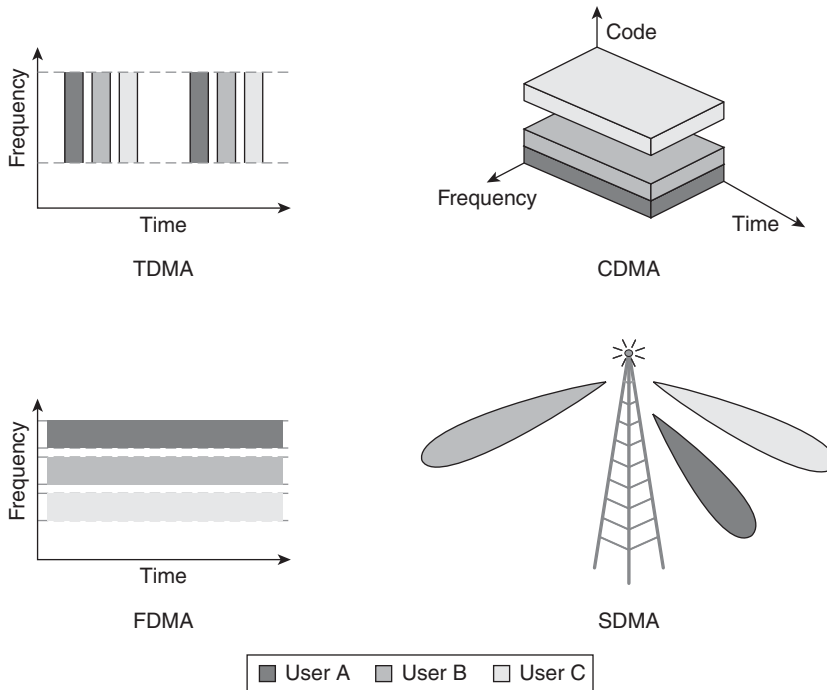 Frequency
Time
TDMA
Code
Frequency
Time
CDMA
Frequency
Time
FDMA
SDMA
User A User B User C